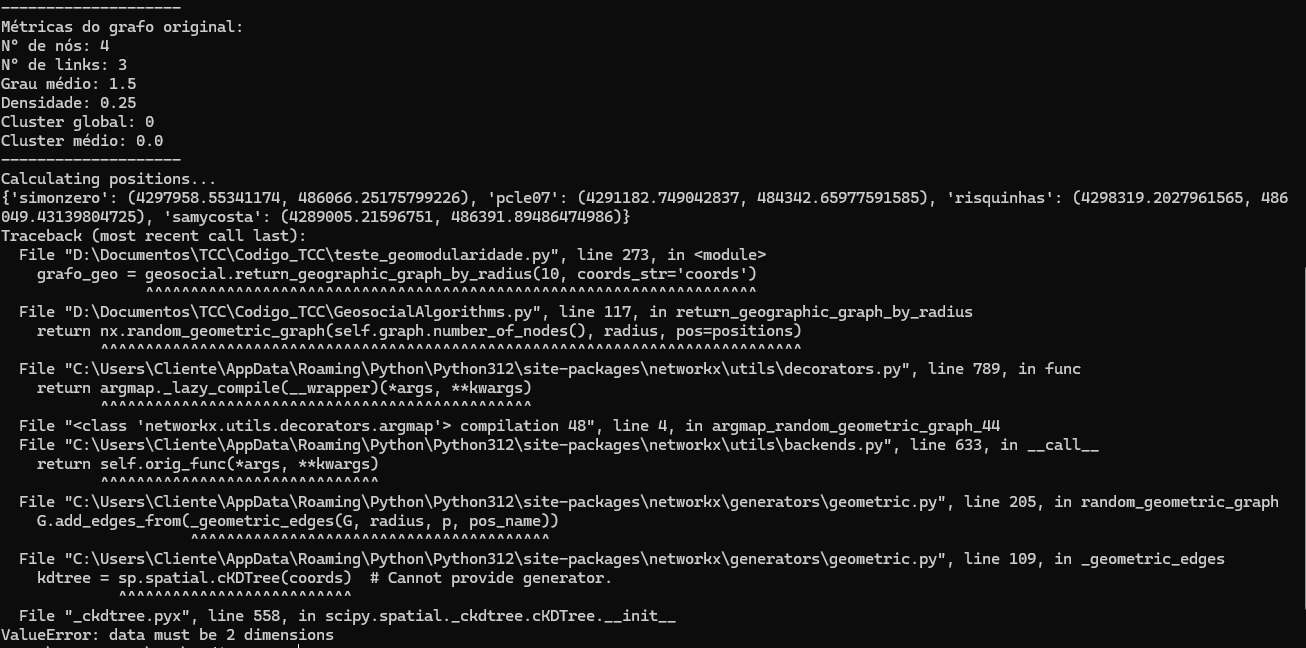 --------------------
Métricas do grafo original:
N° de nós: 4
N° de links: 3
Grau médio: 1.5
Densidade: 0.25
Cluster global: 0
Cluster médio: 0.0
--------------------
Calculating positions...
{'simonzero': (4297958.55341174, 486066.25175799226), 'pcle07': (4291182.749042837, 484342.65977591585), 'risquinhas': (4298319.2027961565, 486
049.43139804725), 'samycosta': (4289005.21596751, 486391.89486474986)}
Traceback (most recent call last):
  File "D:\Documentos\TCC\Codigo_TCC\teste_geomodularidade.py", line 273, in <module>
    grafo_geo = geosocial.return_geographic_graph_by_radius(10, coords_str='coords')
                ^^^^^^^^^^^^^^^^^^^^^^^^^^^^^^^^^^^^^^^^^^^^^^^^^^^^^^^^^^^^^^^^^^^^
  File "D:\Documentos\TCC\Codigo_TCC\GeosocialAlgorithms.py", line 117, in return_geographic_graph_by_radius
    return nx.random_geometric_graph(self.graph.number_of_nodes(), radius, pos=positions)
           ^^^^^^^^^^^^^^^^^^^^^^^^^^^^^^^^^^^^^^^^^^^^^^^^^^^^^^^^^^^^^^^^^^^^^^^^^^^^^^
  File "C:\Users\Cliente\AppData\Roaming\Python\Python312\site-packages\networkx\utils\decorators.py", line 789, in func
    return argmap._lazy_compile(__wrapper)(*args, **kwargs)
           ^^^^^^^^^^^^^^^^^^^^^^^^^^^^^^^^^^^^^^^^^^^^^^^^
  File "<class 'networkx.utils.decorators.argmap'> compilation 48", line 4, in argmap_random_geometric_graph_44
  File "C:\Users\Cliente\AppData\Roaming\Python\Python312\site-packages\networkx\utils\backends.py", line 633, in __call__
    return self.orig_func(*args, **kwargs)
           ^^^^^^^^^^^^^^^^^^^^^^^^^^^^^^^
  File "C:\Users\Cliente\AppData\Roaming\Python\Python312\site-packages\networkx\generators\geometric.py", line 205, in random_geometric_graph
    G.add_edges_from(_geometric_edges(G, radius, p, pos_name))
                     ^^^^^^^^^^^^^^^^^^^^^^^^^^^^^^^^^^^^^^^^
  File "C:\Users\Cliente\AppData\Roaming\Python\Python312\site-packages\networkx\generators\geometric.py", line 109, in _geometric_edges
    kdtree = sp.spatial.cKDTree(coords)  # Cannot provide generator.
             ^^^^^^^^^^^^^^^^^^^^^^^^^^
  File "_ckdtree.pyx", line 558, in scipy.spatial._ckdtree.cKDTree.__init__
ValueError: data must be 2 dimensions